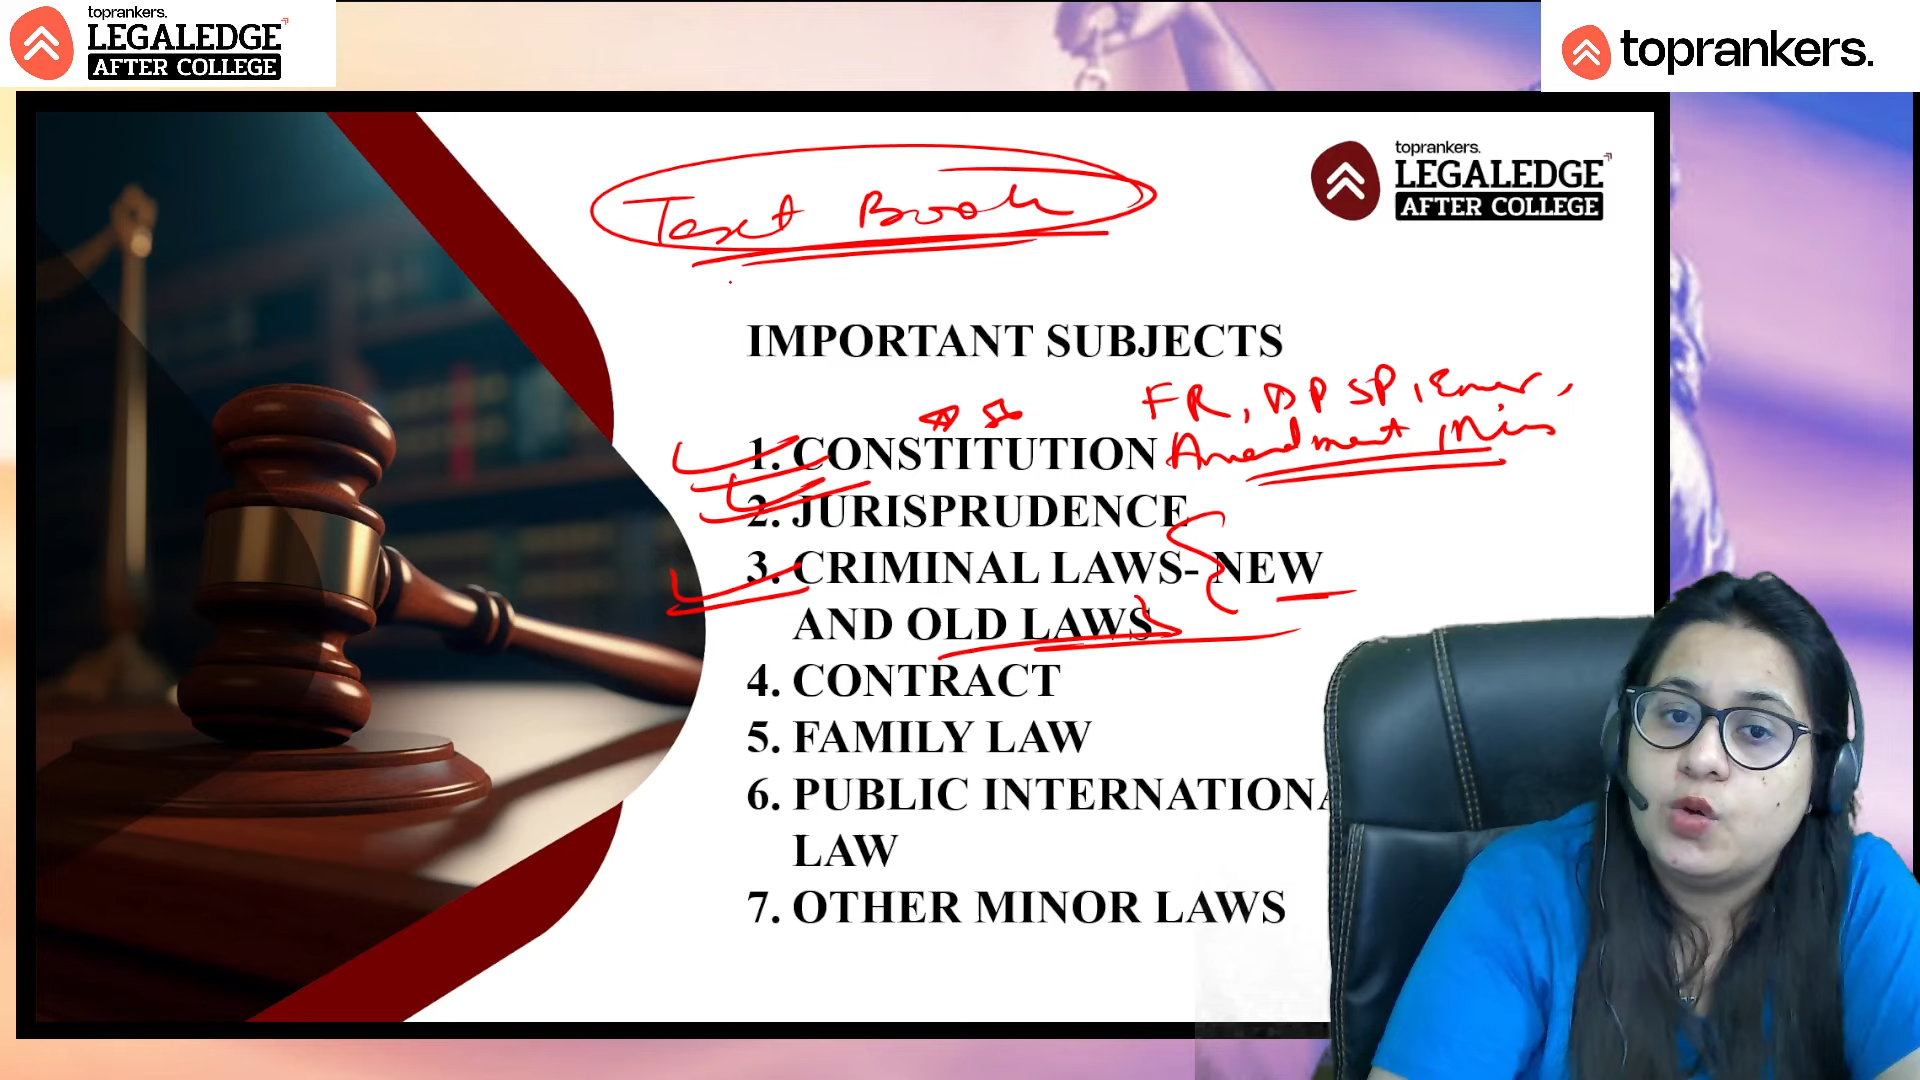 toprankers.
LEGALEDGE
AFTER COLLEGE
toprankers.
toprankers.
LEGALEDGE
AFTER COLLEGE
Text Book
IMPORTANT SUBJECTS
FR, DPSP, Emer,
1. CONSTITUTION Amendment,
2. JURISPRUDENCE
3. CRIMINAL LAWS- NEW
AND OLD LAWS
4. CONTRACT
5. FAMILY LAW
6. PUBLIC INTERNATIONA
LAW
7. OTHER MINOR LAWS